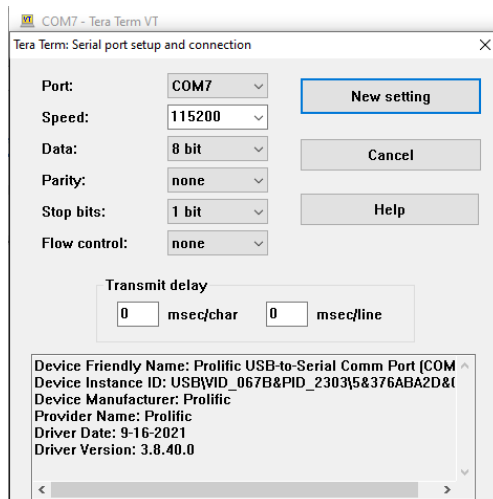 COM7 - Tera Term VT
Tera Term: Serial port setup and connection
Port: COM7
New setting
Speed: 115200
Data: 8 bit
Cancel
Parity: none
Stop bits: 1 bit
Help
Flow control: none
Transmit delay
0 msec/char 0 msec/line
Device Friendly Name: Prolific USB-to-Serial Comm Port (COM
Device Instance ID: USB\VID_067B&PID_2303\5&376ABA2D&
Device Manufacturer: Prolific
Provider Name: Prolific
Driver Date: 9-16-2021
Driver Version: 3.8.40.0